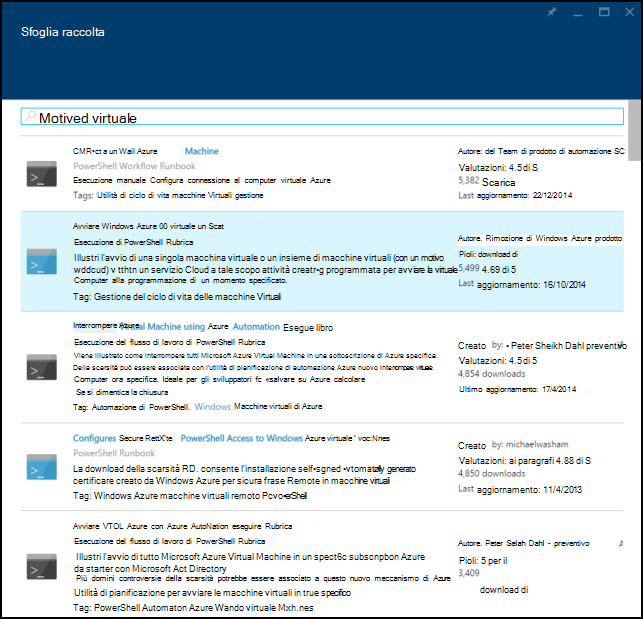 Sfoglia raccolta
Motived virtuale
CMR•ct a un Wail Azure Machine
PowerShell Workflow Runbook
Esecuzione manuale Configura connessione al computer virtuale Azure
Tags: Utilità di ciclo di vita macchine Virtuali gestione
Autore: del Team di prodotto di automazione SC
Valutazioni: 4.5 di S
5,382 Scarica
Last aggiornamento: 22/12/2014
Avviare Windows Azure 00 virtuale un Scat
Esecuzione di PowerShell Rubrica
Illustri l'avvio di una singola macchina virtuale o un insieme di macchine virtuali (con un motivo
wddcud) v tthtn un servizio Cloud a tale scopo attività creatr•g programmata per avviare la virtuale
Computer alla programmazione di un momento specificato.
Tag: Gestione del ciclo di vita delle macchine Virtuali
Autore. Rimozione di Windows Azure prodotto
Pioli: download di
5,499 4.69 di 5
Last aggiornamento: 16/10/2014
Interrompere Azure Virtual Machine using Azure Automation Esegue libro
Esecuzione del flusso di lavoro di PowerShell Rubrica
Viene illustrato come interrompere tutti Microsoft Azure Virtual Machine in una sottoscrizione di Azure specifica.
Della scarsità può essere associata con l'utilità di pianificazione di automazione Azure nuovo interrompere virtuale
Computer ora specifica. Ideale per gli sviluppatori fc «salvare su Azure calcolare
Se si dimentica la chiusura
Tag: Automazione di PowerShell. Windows Macchine virtuali di Azure
Creato by: • Peter Sheikh Dahl preventivo
Valutazioni: 4.5 di 5
4,854 downloads
Ultimo aggiornamento: 17/4/2014
Configures Secure RettX'te PowerShell Access to Windows Azure virtuale ' voc:Nnes
PowerShell Runbook
La download della scarsità RD. consente l'installazione self•sgned •vtomatally generato
certificare creato da Windows Azure per sicura frase Remote in macchine virtuali
Tag: Windows Azure macchine virtuali remoto Pcvo•erShell
Creato by: michaelwasham
Valutazioni: ai paragrafi 4.88 di S
4,850 downloads
Last aggiornamento: 11/4/2013
Avviare VTOL Azure con Azure AutoNation eseguire Rubrica
Esecuzione del flusso di lavoro di PowerShell Rubrica
Illustri l'avvio di tutto Microsoft Azure Virtual Machine in un spect6c subscnpbon Azure
da starter con Microsoft Act Directory
Più domini controversie della scarsità potrebbe essere associato a questo nuovo meccanismo di Azure
Utilità di pianificazione per avviare le macchine virtuali in true specifico
Tag: PowerShell Automaton Azure Wando virtuale Mxh.nes
Autore. Peter Selah Dahl - preventivo
Pioli: 5 per il
3,409
download di